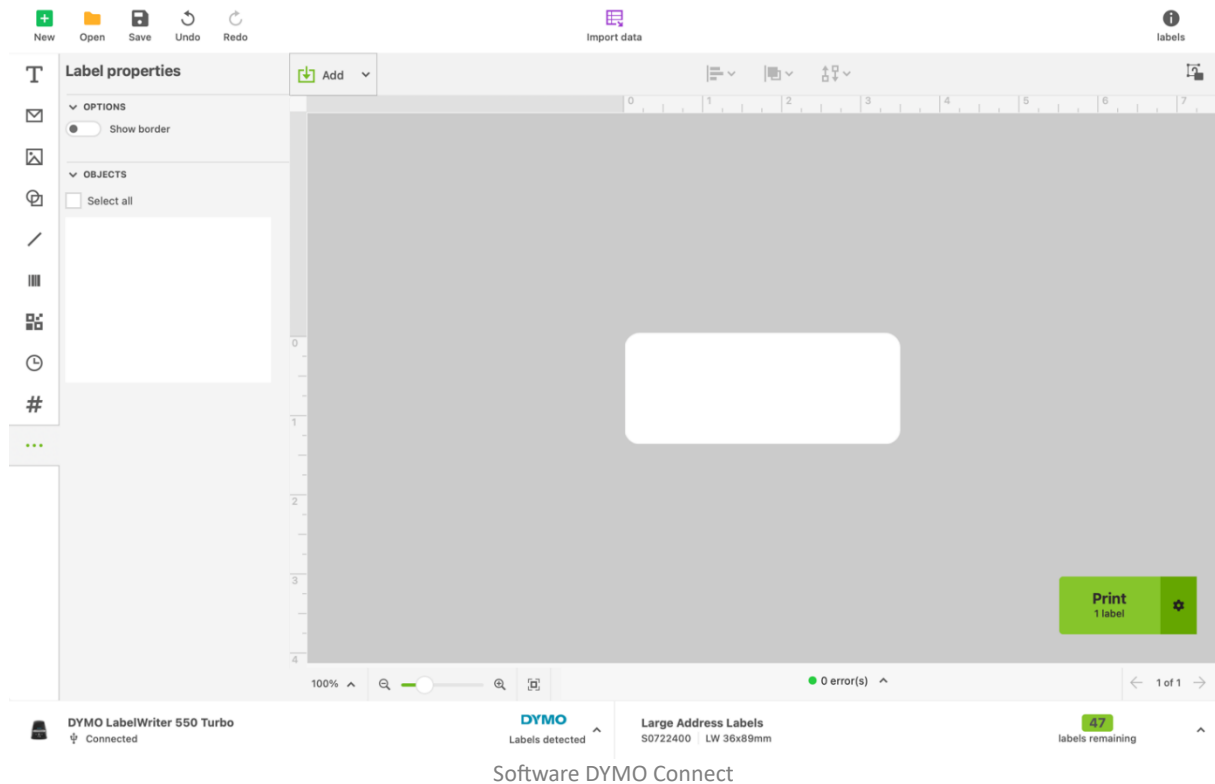 New Open Save Undo Redo Import data labels
Label properties
Add
OPTIONS
Show border
OBJECTS
Select all
0 1 2 3 4 5 6 7
0
1
2
3
4
Print
1 label
100% 0 error(s) 1 of 1
DYMO LabelWriter 550 Turbo
Connected
DYMO
Labels detected
Large Address Labels
S0722400 LW 36x89mm
47
labels remaining
Software DYMO Connect